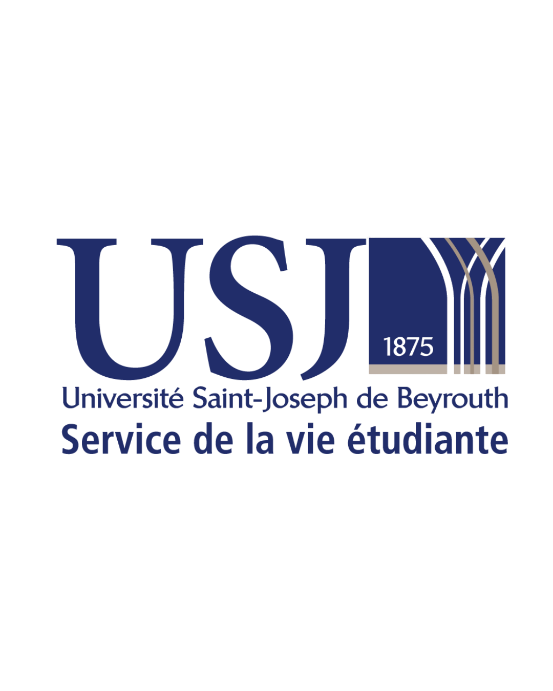 USJ
1875
Université Saint-Joseph de Beyrouth
Service de la vie étudiante